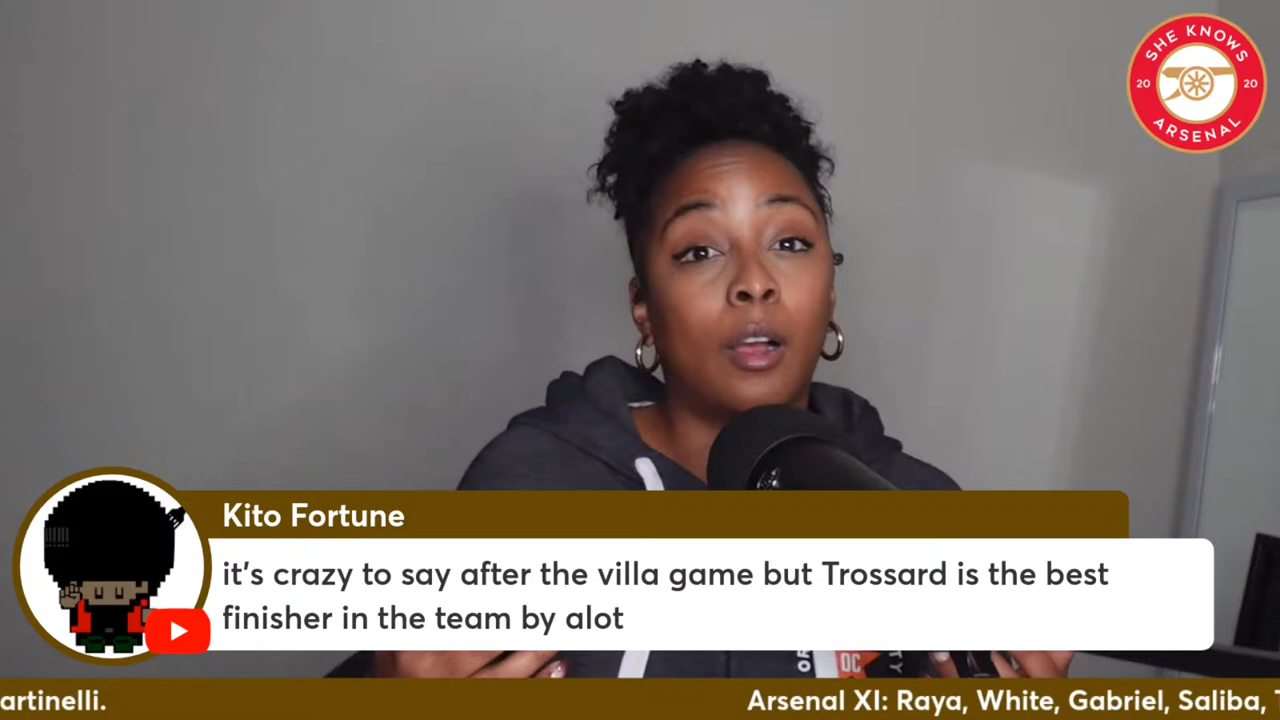 SHE KNOWS
20 20
ARSENAL
Kito Fortune
it's crazy to say after the villa game but Trossard is the best
finisher in the team by alot
OC
artinelli.
Arsenal XI: Raya, White, Gabriel, Saliba, T